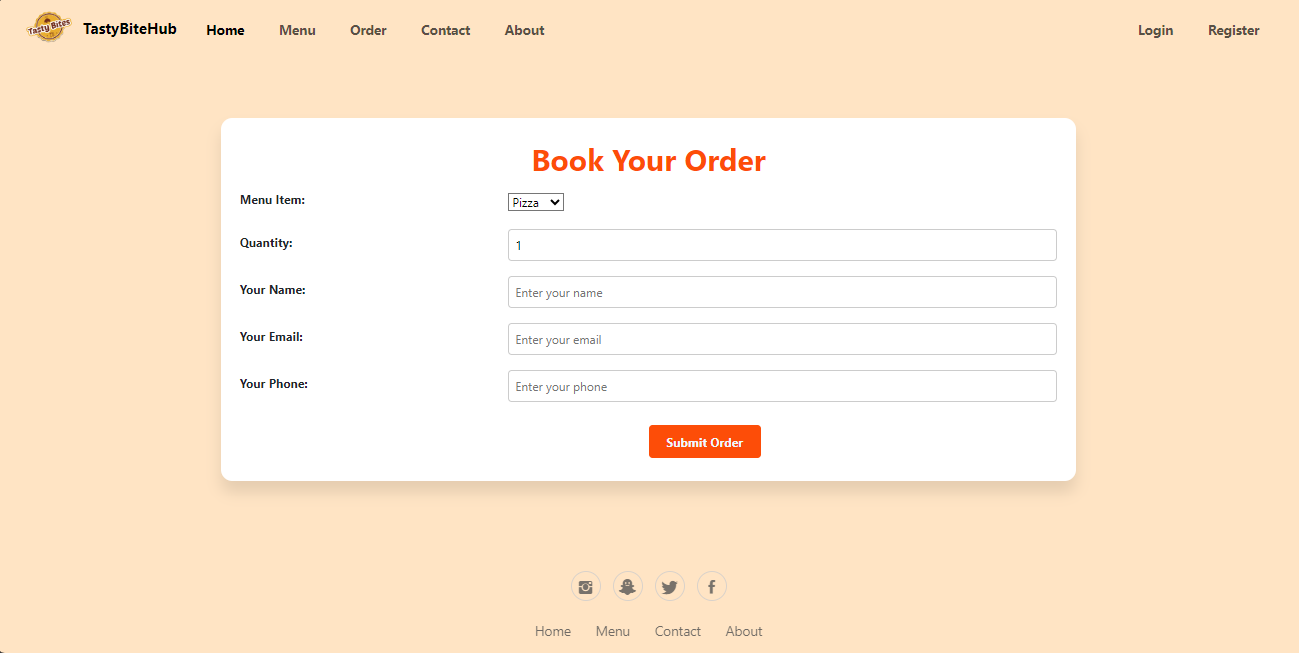 Tasty Bites
TastyBiteHub Home Menu Order Contact About Login Register
Book Your Order
Menu Item: Pizza
Quantity: 1
Your Name: Enter your name
Your Email: Enter your email
Your Phone: Enter your phone
Submit Order
Home Menu Contact About